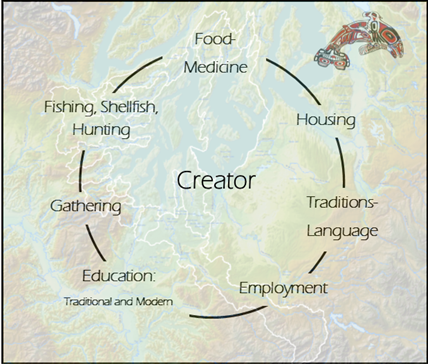 Food-
Medicine
Housing
Traditions-
Language
Employment
Education:
Traditional and Modern
Gathering
Fishing, Shellfish,
Hunting
Creator